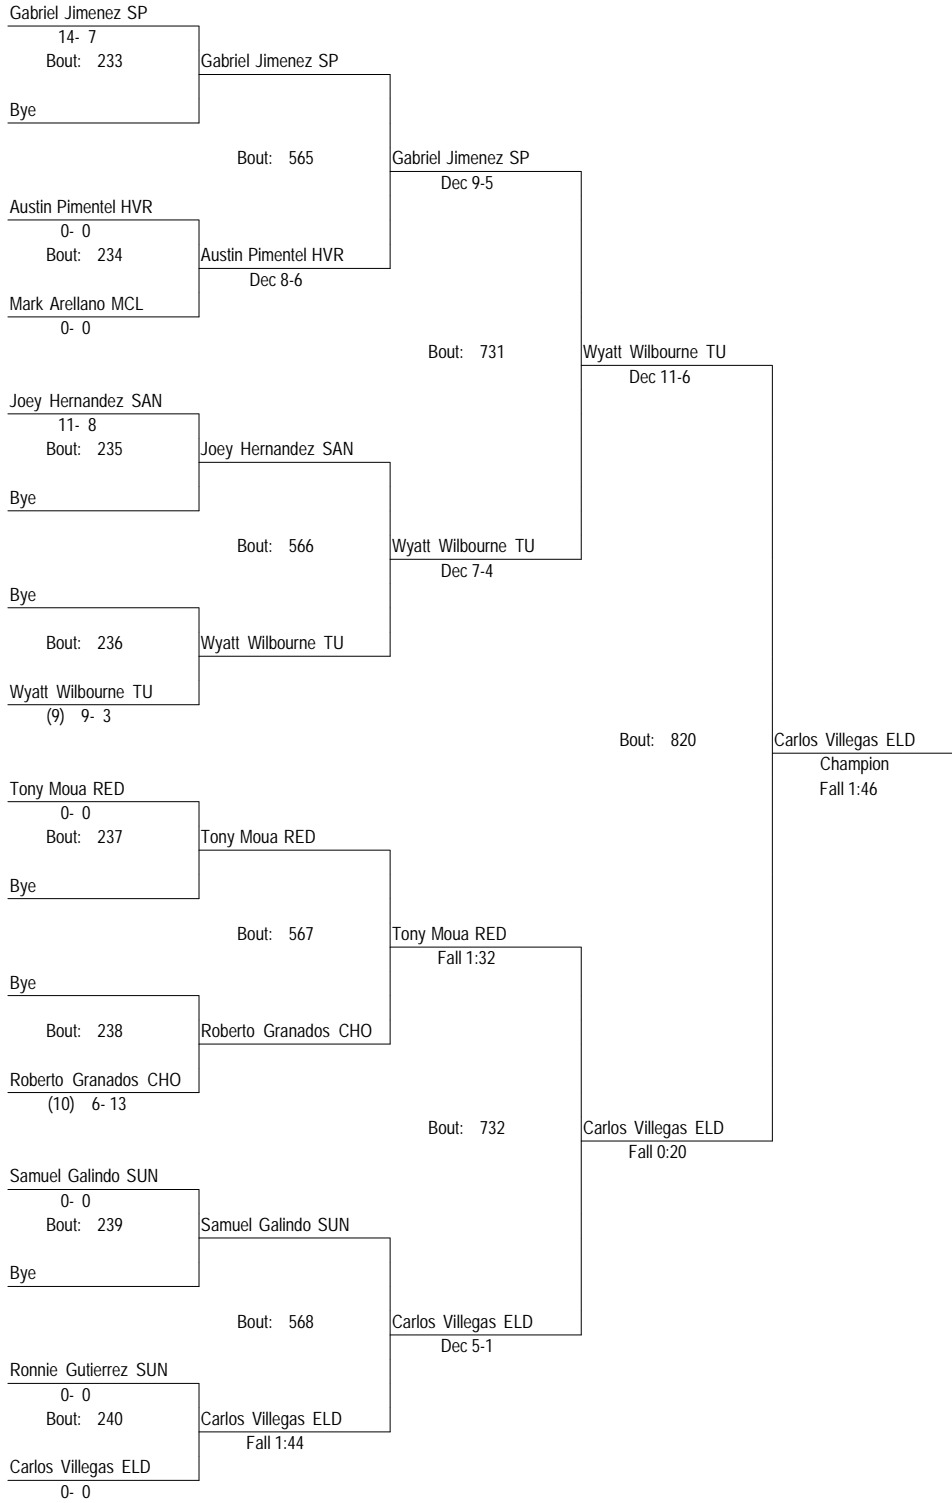 Gabriel Jimenez SP
14- 7
Bout: 233
Gabriel Jimenez SP
Bye
Bout: 565
Gabriel Jimenez SP
Dec 9-5
Austin Pimentel HVR
0- 0
Bout: 234
Austin Pimentel HVR
Dec 8-6
Mark Arellano MCL
0- 0
Bout: 731
Wyatt Wilbourne TU
Dec 11-6
Joey Hernandez SAN
11- 8
Bout: 235
Joey Hernandez SAN
Bye
Bout: 566
Wyatt Wilbourne TU
Dec 7-4
Bye
Bout: 236
Wyatt Wilbourne TU
Wyatt Wilbourne TU
(9) 9- 3
Bout: 820
Carlos Villegas ELD
Champion
Fall 1:46
Tony Moua RED
0- 0
Bout: 237
Tony Moua RED
Bye
Bout: 567
Tony Moua RED
Fall 1:32
Bye
Bout: 238
Roberto Granados CHO
Roberto Granados CHO
(10) 6- 13
Bout: 732
Carlos Villegas ELD
Fall 0:20
Samuel Galindo SUN
0- 0
Bout: 239
Samuel Galindo SUN
Bye
Bout: 568
Carlos Villegas ELD
Dec 5-1
Ronnie Gutierrez SUN
0- 0
Bout: 240
Carlos Villegas ELD
Fall 1:44
Carlos Villegas ELD
0- 0